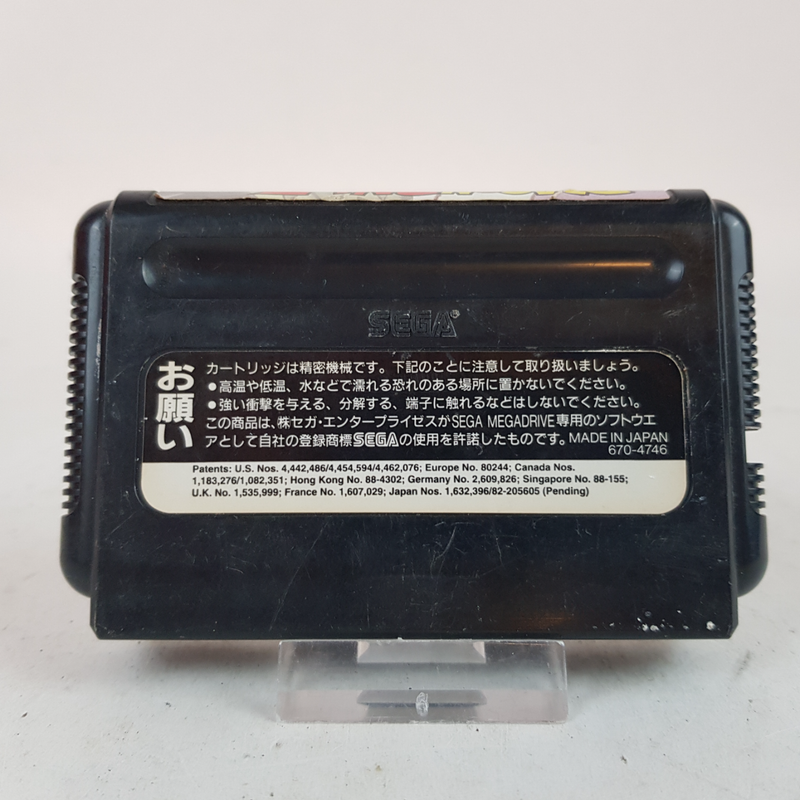 SEGA®
お願い
カートリッジは精密機械です。下記のことに注意して取り扱いましょう。
●高温や低温、水などで濡れる恐れのある場所に置かないでください。
●強い衝撃を与える、分解する、端子に触れるなどはしないでください。
この商品は、㈱セガ・エンタープライゼスがSEGA MEGADRIVE専用のソフトウエ
アとして自社の登録商標SEGAの使用を許諾したものです。MADE IN JAPAN
670-4746
Patents: U.S. Nos. 4,442,486/4,454,594/4,462,076; Europe No. 80244; Canada Nos.
1,183,276/1,082,351; Hong Kong No. 88-4302; Germany No. 2,609,826; Singapore No. 88-155;
U.K. No. 1,535,999; France No. 1,607,029; Japan Nos. 1,632,396/82-205605 (Pending)